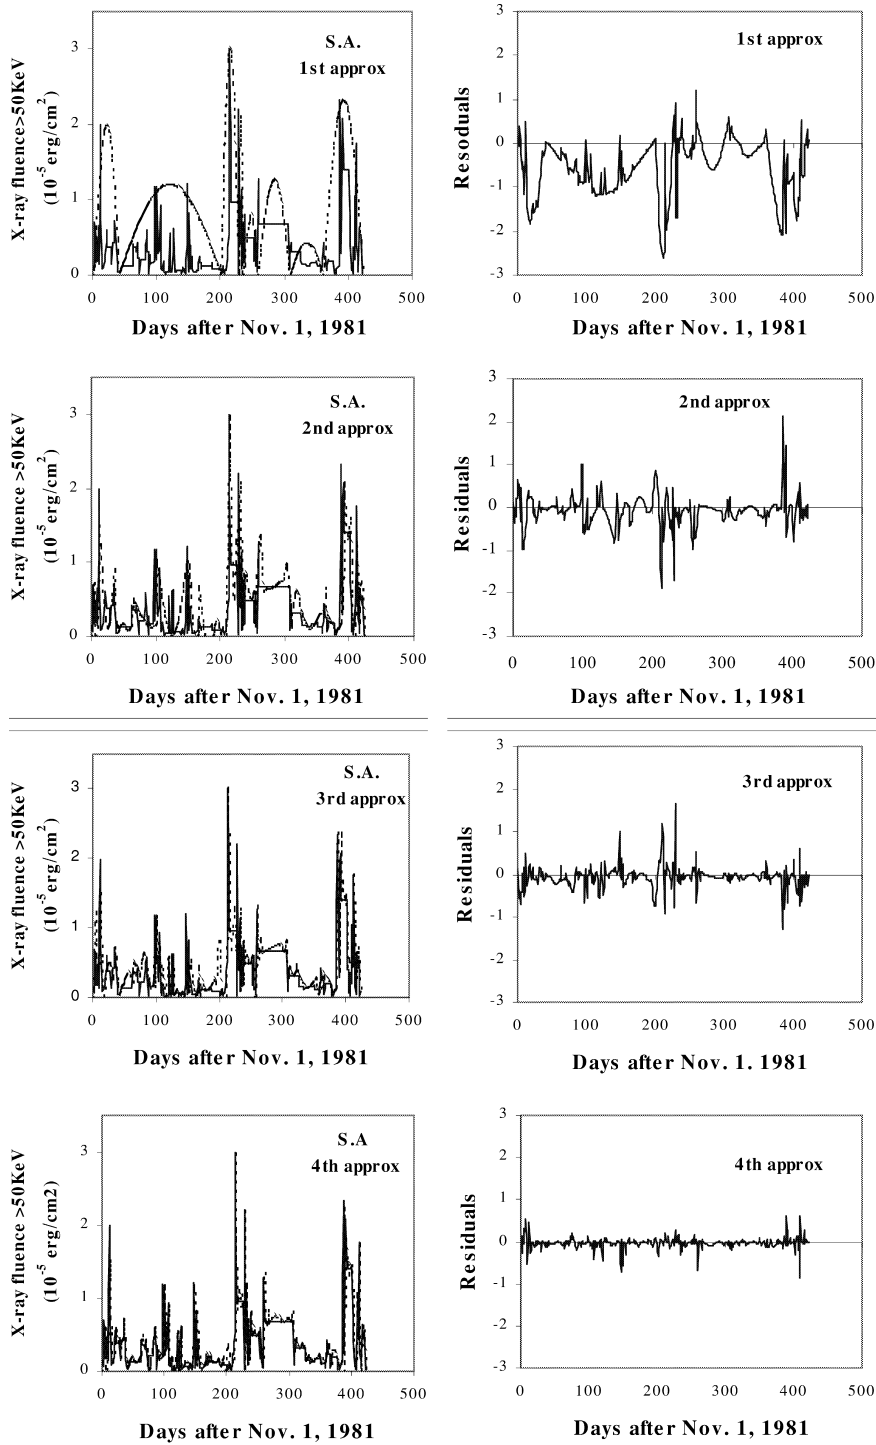 S.A.
1st approx
X-ray fluence>50KeV
(10⁻⁵ erg/cm²)
3
2
1
0
0 100 200 300 400 500
Days after Nov. 1, 1981
1st approx
Resoduals
3
2
1
0
-1
-2
-3
0 100 200 300 400 500
Days after Nov. 1, 1981
S.A.
2nd approx
X-ray fluence >50KeV
(10⁻⁵ erg/cm²)
3
2
1
0
0 100 200 300 400 500
Days after Nov. 1, 1981
2nd approx
Residuals
3
2
1
0
-1
-2
-3
0 100 200 300 400 500
Days after Nov. 1, 1981
S.A.
3rd approx
X-ray fluence >50KeV
(10⁻⁵ erg/cm²)
3
2
1
0
0 100 200 300 400 500
Days after Nov. 1, 1981
3rd approx
Residuals
3
2
1
0
-1
-2
-3
0 100 200 300 400 500
Days after Nov. 1. 1981
S.A
4th approx
X-ray fluence >50KeV
(10⁻⁵ erg/cm2)
3
2
1
0
0 100 200 300 400 500
Days after Nov. 1, 1981
4th approx
Residuals
3
2
1
0
-1
-2
-3
0 100 200 300 400 500
Days after Nov. 1, 1981